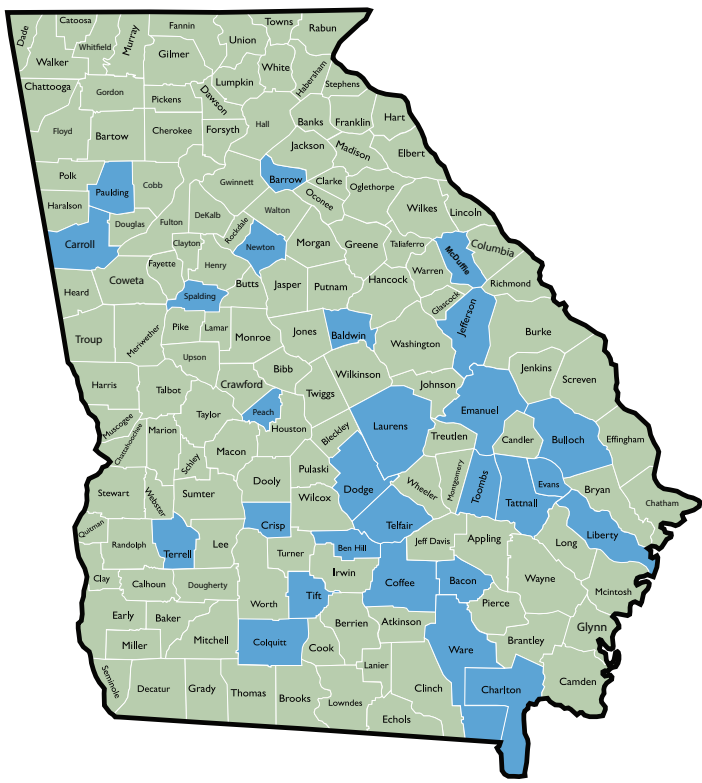 Dade
Catoosa
Whitfield
Murray
Fannin
Towns
Union
Rabun
Walker
Gilmer
White
Habersham
Chattooga
Gordon
Pickens
Dawson
Lumpkin
Stephens
Floyd
Bartow
Cherokee
Forsyth
Hall
Banks
Franklin
Hart
Jackson
Madison
Elbert
Polk
Paulding
Cobb
Gwinnett
Barrow
Clarke
Oglethorpe
Oconee
Wilkes
Lincoln
Haralson
Douglas
Fulton
DeKalb
Rockdale
Walton
Carroll
Clayton
Newton
Morgan
Greene
Taliaferro
McDuffie
Columbia
Fayette
Henry
Warren
Richmond
Heard
Coweta
Spalding
Butts
Jasper
Putnam
Hancock
Glascock
Jefferson
Troup
Meriwether
Pike
Lamar
Monroe
Jones
Baldwin
Washington
Burke
Upson
Bibb
Wilkinson
Jenkins
Screven
Harris
Talbot
Crawford
Twiggs
Johnson
Emanuel
Taylor
Peach
Houston
Laurens
Candler
Bulloch
Effingham
Muscogee
Chattahoochee
Marion
Macon
Bleckley
Treutlen
Schley
Pulaski
Dooly
Stewart
Webster
Sumter
Wilcox
Dodge
Wheeler
Montgomery
Toombs
Evans
Tattnall
Bryan
Chatham
Quitman
Randolph
Terrell
Lee
Crisp
Telfair
Liberty
Turner
Ben Hill
Jeff Davis
Appling
Long
Clay
Calhoun
Dougherty
Irwin
Coffee
Bacon
Wayne
Mcintosh
Worth
Tift
Early
Baker
Berrien
Atkinson
Pierce
Miller
Mitchell
Colquitt
Cook
Ware
Brantley
Glynn
Lanier
Seminole
Decatur
Grady
Thomas
Brooks
Lowndes
Clinch
Charlton
Camden
Echols